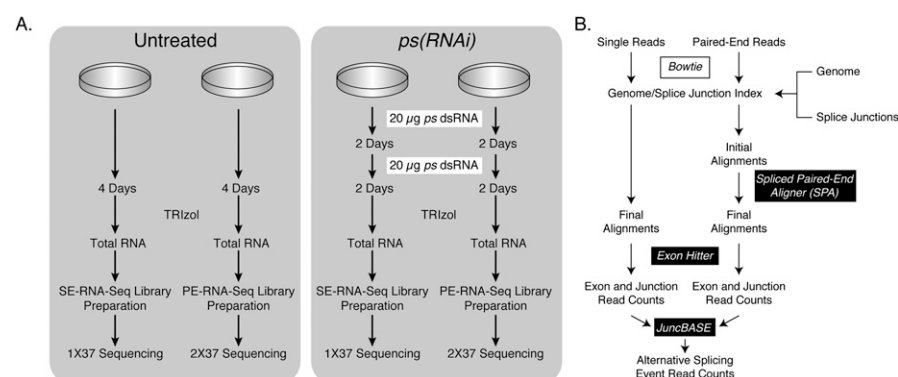 A.
Untreated
4 Days
4 Days
TRIzol
Total RNA
Total RNA
SE-RNA-Seq Library
Preparation
PE-RNA-Seq Library
Preparation
1X37 Sequencing
2X37 Sequencing
ps(RNAi)
20 µg ps dsRNA
2 Days
2 Days
20 µg ps dsRNA
2 Days
2 Days
TRIzol
Total RNA
Total RNA
SE-RNA-Seq Library
Preparation
PE-RNA-Seq Library
Preparation
1X37 Sequencing
2X37 Sequencing
B.
Single Reads
Paired-End Reads
Bowtie
Genome
Genome/Splice Junction Index
Splice Junctions
Initial
Alignments
Spliced Paired-End
Aligner (SPA)
Final
Alignments
Final
Alignments
Exon Hitter
Exon and Junction
Read Counts
Exon and Junction
Read Counts
JuncBASE
Alternative Splicing
Event Read Counts